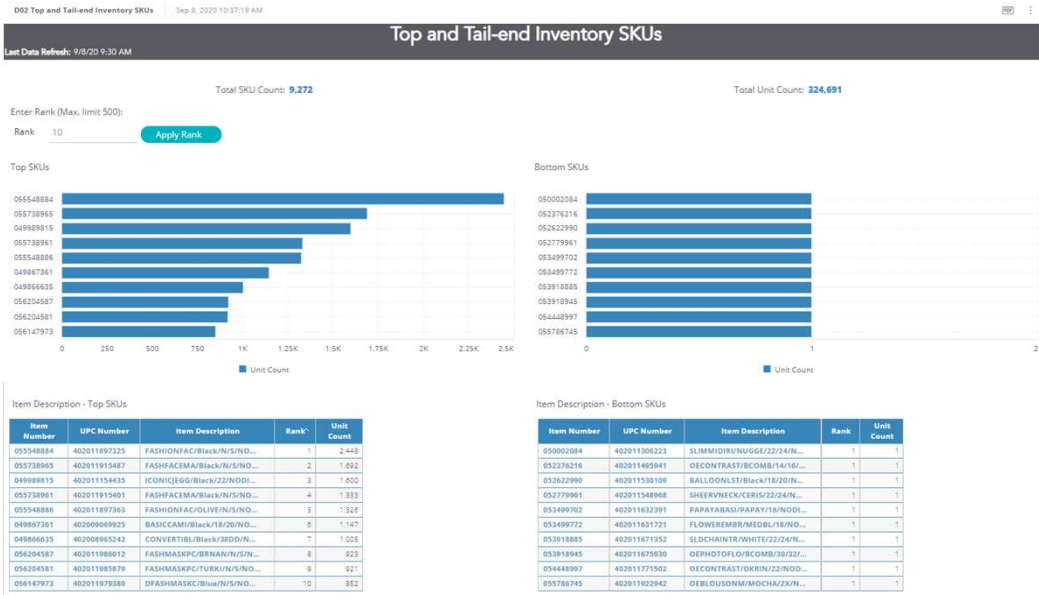 D02 Top and Tail-end Inventory SKUs Sep 8, 2020 10:37:19 AM
PDF
Top and Tail-end Inventory SKUs
Last Data Refresh: 9/8/20 9:30 AM
Total SKU Count: 9,272
Total Unit Count: 324,691
Enter Rank (Max. limit 500):
Rank 10 Apply Rank
Top SKUs
055548884
055738965
049989815
055738961
055548886
049867361
049866635
056204587
056204581
056147973
0 250 500 750 1K 1.25K 1.5K 1.75K 2K 2.25K 2.5K
Unit Count
Bottom SKUs
050002084
052376216
052622990
052779961
053499702
053499772
053918885
053918945
054448997
055786745
0 1 2
Unit Count
Item Description - Top SKUs
Item Number UPC Number Item Description Rank Unit Count
055548884 402011897325 FASHIONFAC/Black/N/S/NO... 1 2,448
055738965 402011915487 FASHFACEMA/Black/N/S/NO... 2 1,692
049989815 402011154435 ICONICJEGG/Black/22/NODI... 3 1,600
055738961 402011915401 FASHFACEMA/Black/N/S/NO... 4 1,333
055548886 402011897363 FASHIONFAC/OLIVE/N/S/NO... 5 1,326
049867361 402009069925 BASICCAMI/Black/18/20/NO... 6 1,147
049866635 402008965242 CONVERTIBL/Black/38DD/N... 7 1,005
056204587 402011986012 FASHMASKPC/BRNAN/N/S/N... 8 923
056204581 402011985879 FASHMASKPC/TURKI/N/S/NO... 9 921
056147973 402011979380 DFASHMASKC/Blue/N/S/NO... 10 852
Item Description - Bottom SKUs
Item Number UPC Number Item Description Rank Unit Count
050002084 402011306223 SLIMMIDIRI/NUGGE/22/24/N... 1 1
052376216 402011495941 OECONTRAST/BCOMB/14/16/... 1 1
052622990 402011530109 BALLOONLST/Black/18/20/N... 1 1
052779961 402011548968 SHEERVNECK/CERIS/22/24/N... 1 1
053499702 402011632391 PAPAYABASI/PAPAY/18/NODI... 1 1
053499772 402011631721 FLOWEREMBR/MEDBL/18/NO... 1 1
053918885 402011671352 SLDCHAINTR/WHITE/22/24/N... 1 1
053918945 402011675930 OEPHOTOFLO/BCOMB/30/32/... 1 1
054448997 402011771502 OECONTRAST/DKRIN/22/NOD... 1 1
055786745 402011922942 OEBLOUSONM/MOCHA/2X/N... 1 1